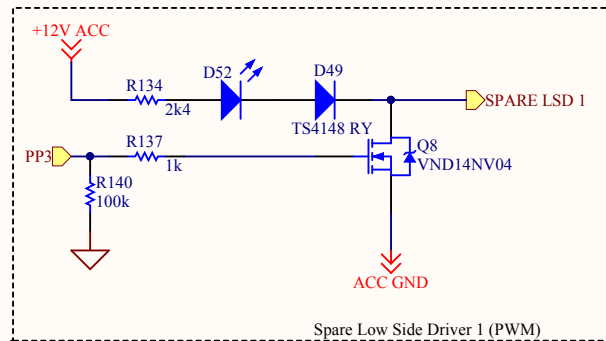 +12V ACC
R134
2k4
D52
D49
TS4148 RY
SPARE LSD 1
PP3
R137
1k
Q8
VND14NV04
R140
100k
ACC GND
Spare Low Side Driver 1 (PWM)